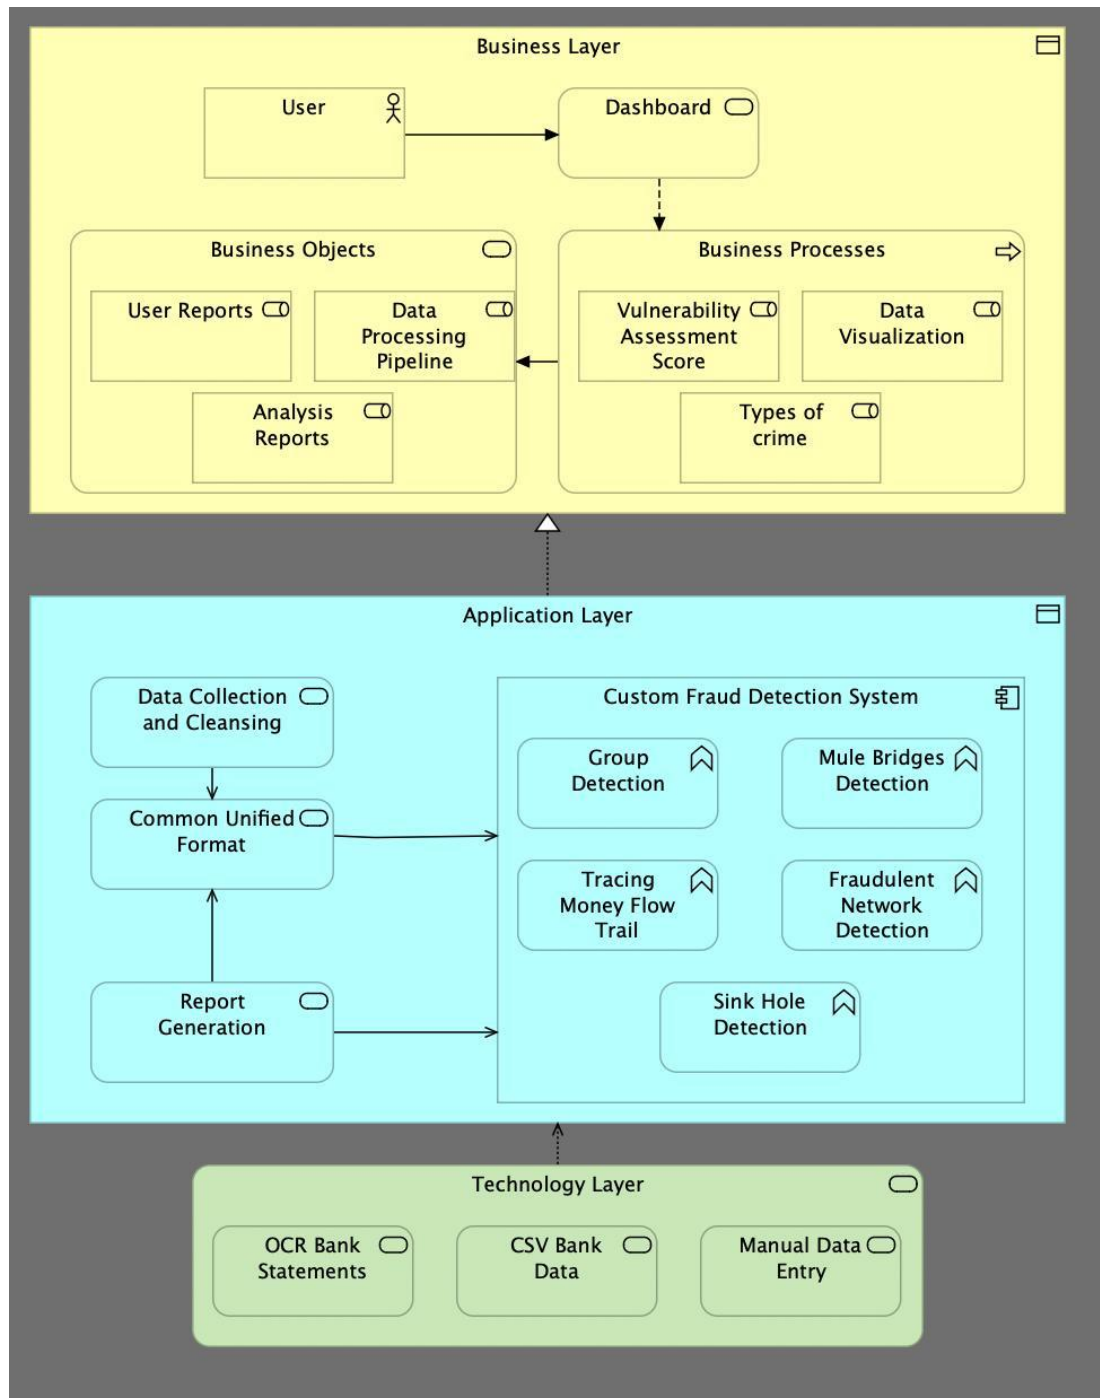 Business Layer
User
Dashboard
Business Objects
User Reports
Data
Processing
Pipeline
Analysis
Reports
Business Processes
Vulnerability
Assessment
Score
Data
Visualization
Types of
crime
Application Layer
Data Collection
and Cleansing
Common Unified
Format
Report
Generation
Custom Fraud Detection System
Group
Detection
Mule Bridges
Detection
Tracing
Money Flow
Trail
Fraudulent
Network
Detection
Sink Hole
Detection
Technology Layer
OCR Bank
Statements
CSV Bank
Data
Manual Data
Entry